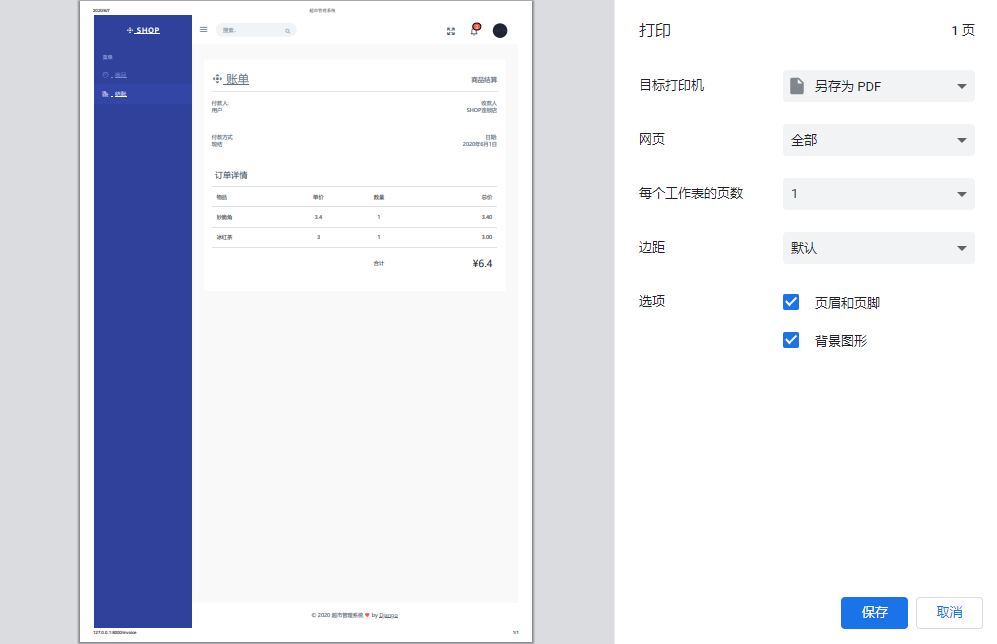 2020/6/7
超市管理系统
SHOP
菜单
商品
结账
搜索..
账单
商品结算
付款人:
用户
收款人
SHOP连锁店
付款方式
现结
日期:
2020年6月1日
订单详情
物品 单价 数量 总价
妙脆角 3.4 1 3.40
冰红茶 3 1 3.00
合计 ¥6.4
© 2020 超市管理系统 ♥ by Django
127.0.0.1:8000/invoice
1/1
打印
1 页
目标打印机 另存为 PDF
网页 全部
每个工作表的页数 1
边距 默认
选项 页眉和页脚
背景图形
保存 取消